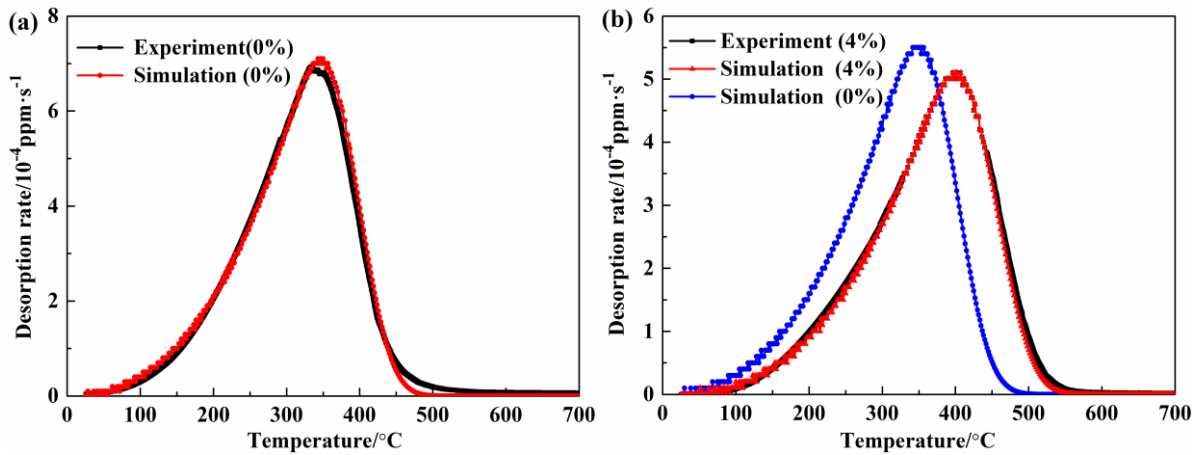 (a)
Experiment(0%)
Simulation (0%)
Desorption rate/10⁻⁴ppm·s⁻¹
8
6
4
2
0
0 100 200 300 400 500 600 700
Temperature/°C
(b)
Experiment (4%)
Simulation (4%)
Simulation (0%)
Desorption rate/10⁻⁴ppm·s⁻¹
6
5
4
3
2
1
0
0 100 200 300 400 500 600 700
Temperature/°C